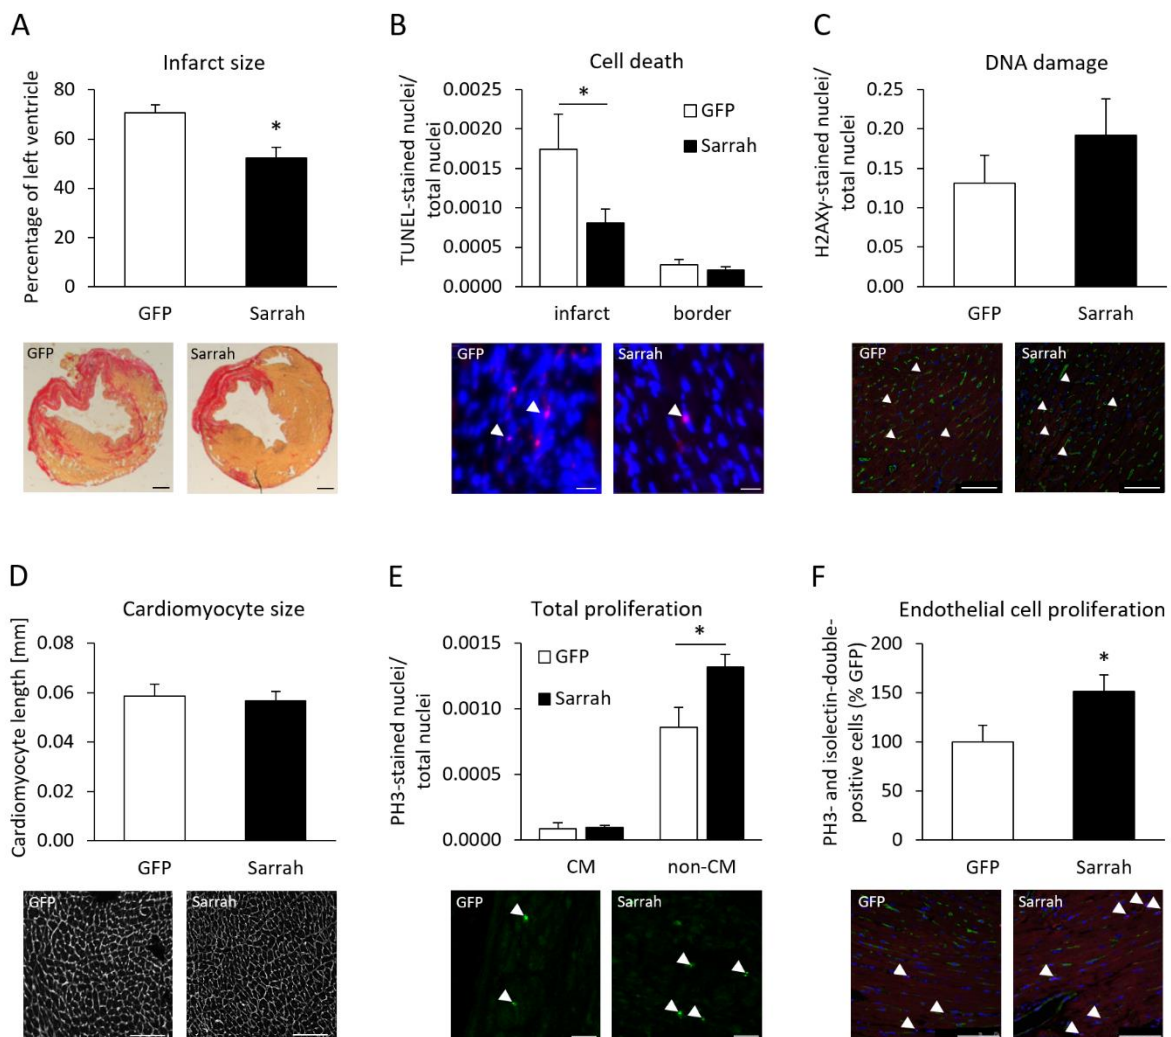 A
Infarct size
Percentage of left ventricle
80
60
40
20
0
*
GFP
Sarrah
GFP
Sarrah
B
Cell death
TUNEL-stained nuclei/
total nuclei
0.0025
0.0020
0.0015
0.0010
0.0005
0.0000
*
GFP
Sarrah
infarct
border
GFP
Sarrah
C
DNA damage
H2AXγ-stained nuclei/
total nuclei
0.25
0.20
0.15
0.10
0.05
0.00
GFP
Sarrah
GFP
Sarrah
D
Cardiomyocyte size
Cardiomyocyte length [mm]
0.08
0.06
0.04
0.02
0.00
GFP
Sarrah
GFP
Sarrah
E
Total proliferation
PH3-stained nuclei/
total nuclei
0.0015
0.0010
0.0005
0.0000
GFP
Sarrah
*
CM
non-CM
GFP
Sarrah
F
Endothelial cell proliferation
PH3- and isolectin-double-
positive cells (% GFP)
200
150
100
50
0
*
GFP
Sarrah
GFP
Sarrah